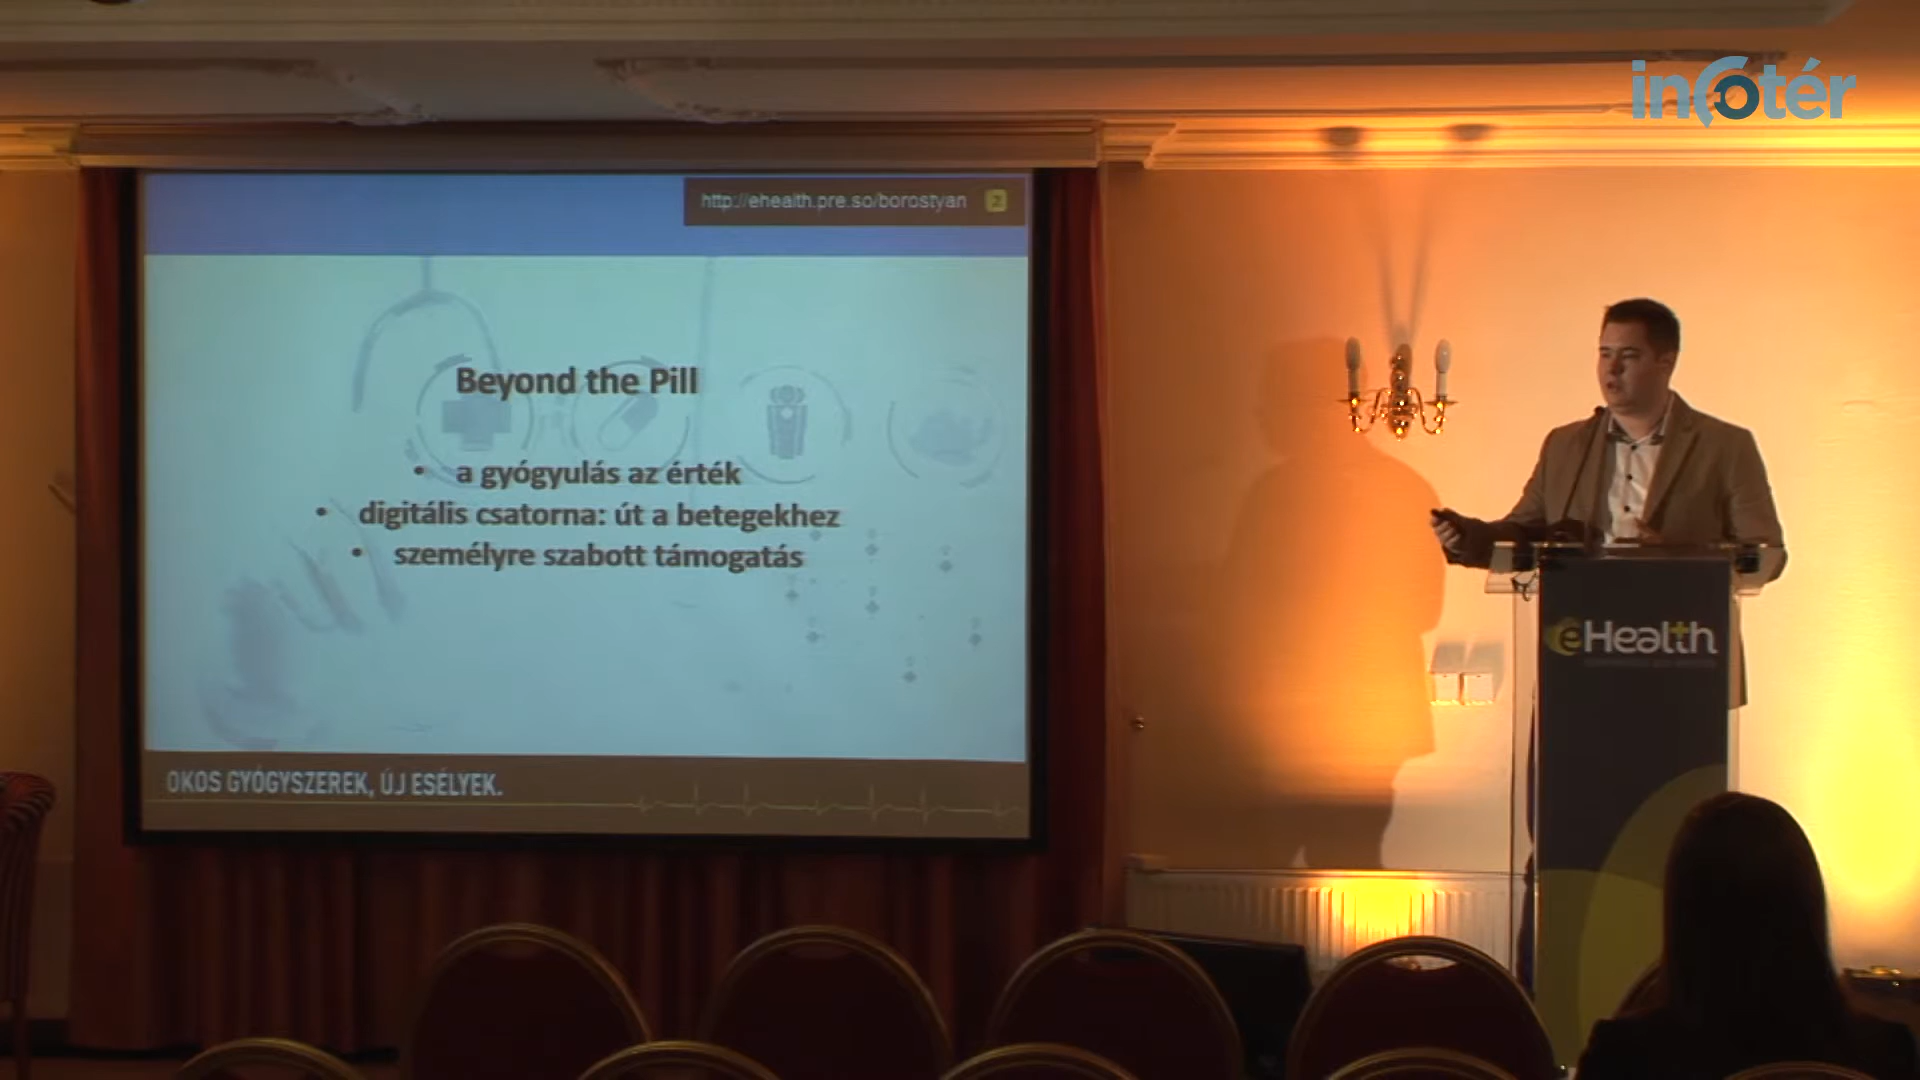 infotér
http://ehealth.pre.so/borostyan 2
Beyond the Pill
• a gyógyulás az érték
• digitális csatorna: út a betegekhez
• személyre szabott támogatás
OKOS GYÓGYSZEREK, ÚJ ESÉLYEK.
eHealth